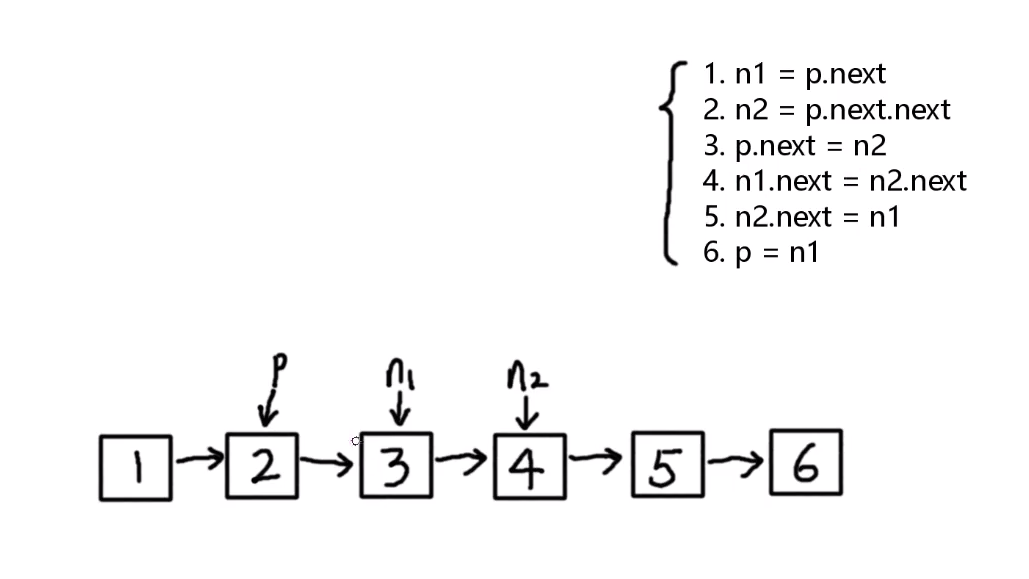 1. n1 = p.next
2. n2 = p.next.next
3. p.next = n2
4. n1.next = n2.next
5. n2.next = n1
6. p = n1
p n1 n2
1 2 3 4 5 6